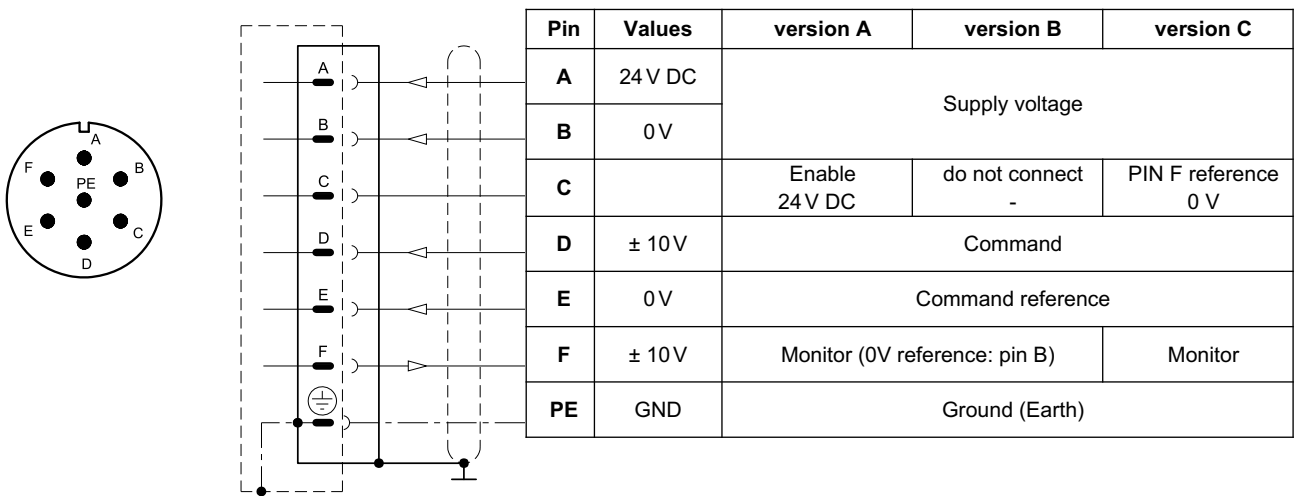 A
F
B
PE
E
C
D
A
B
C
D
E
F
Pin Values version A version B version C
A 24 V DC Supply voltage
B 0 V
C Enable do not connect PIN F reference
24 V DC - 0 V
D ± 10 V Command
E 0 V Command reference
F ± 10 V Monitor (0V reference: pin B) Monitor
PE GND Ground (Earth)